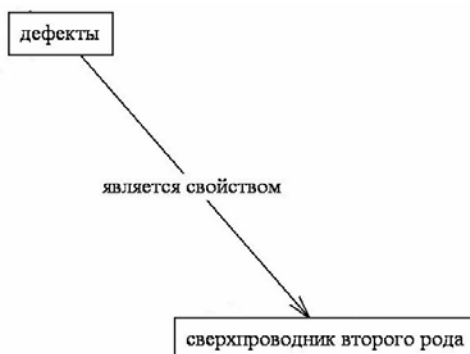 дефекты
является свойством
сверхпроводник второго рода